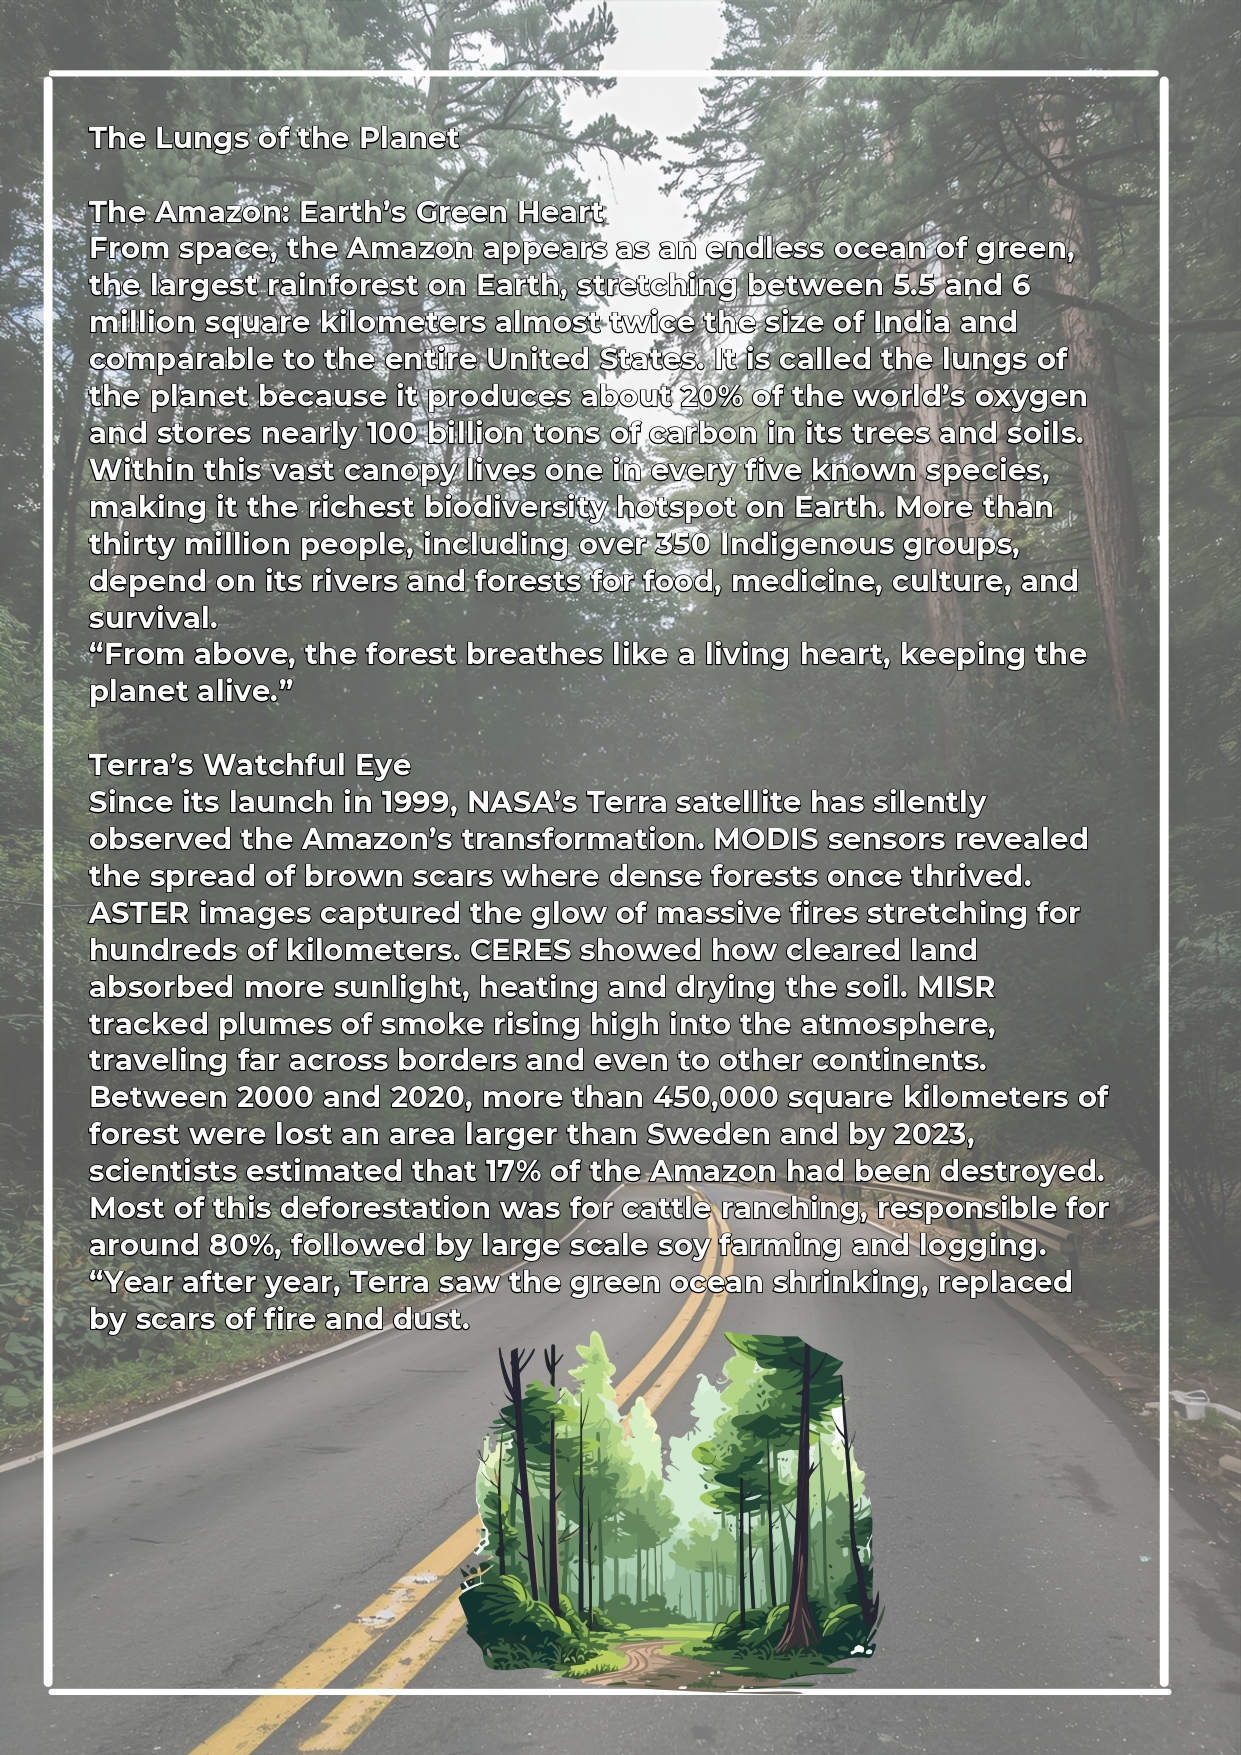 The Lungs of the Planet
The Amazon: Earth’s Green Heart
From space, the Amazon appears as an endless ocean of green,
the largest rainforest on Earth, stretching between 5.5 and 6
million square kilometers almost twice the size of India and
comparable to the entire United States. It is called the lungs of
the planet because it produces about 20% of the world’s oxygen
and stores nearly 100 billion tons of carbon in its trees and soils.
Within this vast canopy lives one in every five known species,
making it the richest biodiversity hotspot on Earth. More than
thirty million people, including over 350 Indigenous groups,
depend on its rivers and forests for food, medicine, culture, and
survival.
“From above, the forest breathes like a living heart, keeping the
planet alive.”
Terra’s Watchful Eye
Since its launch in 1999, NASA’s Terra satellite has silently
observed the Amazon’s transformation. MODIS sensors revealed
the spread of brown scars where dense forests once thrived.
ASTER images captured the glow of massive fires stretching for
hundreds of kilometers. CERES showed how cleared land
absorbed more sunlight, heating and drying the soil. MISR
tracked plumes of smoke rising high into the atmosphere,
traveling far across borders and even to other continents.
Between 2000 and 2020, more than 450,000 square kilometers of
forest were lost an area larger than Sweden and by 2023,
scientists estimated that 17% of the Amazon had been destroyed.
Most of this deforestation was for cattle ranching, responsible for
around 80%, followed by large scale soy farming and logging.
“Year after year, Terra saw the green ocean shrinking, replaced
by scars of fire and dust.